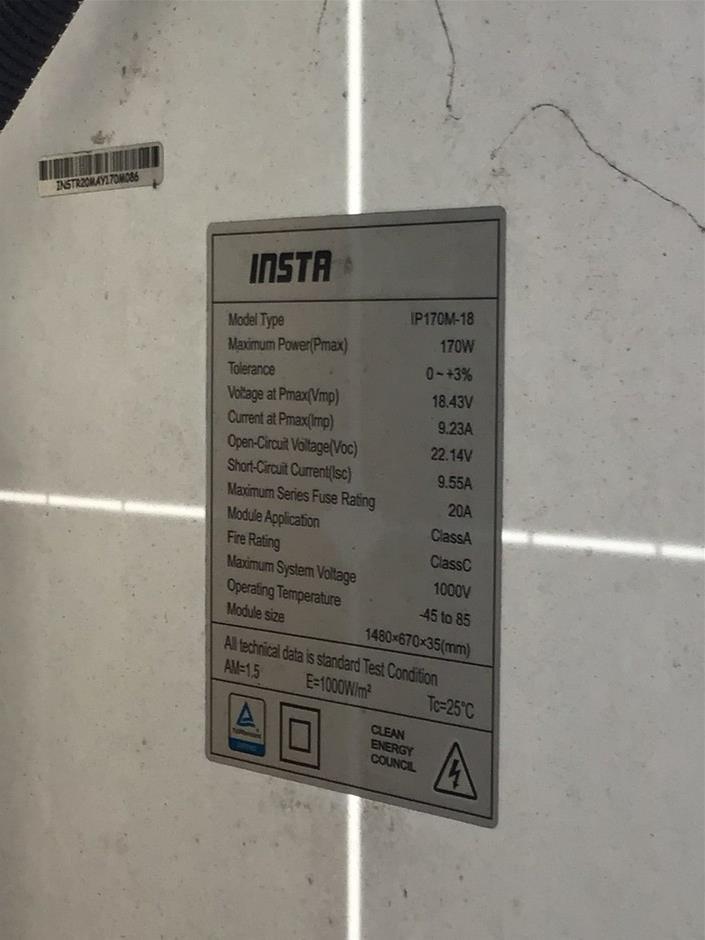 INSTR20MAY170M086
INSTA
Model Type IP170M-18
Maximum Power(Pmax) 170W
Tolerance 0~+3%
Voltage at Pmax(Vmp) 18.43V
Current at Pmax(Imp) 9.23A
Open-Circuit Voltage(Voc) 22.14V
Short-Circuit Current(Isc) 9.55A
Maximum Series Fuse Rating 20A
Module Application ClassA
Fire Rating ClassC
Maximum System Voltage 1000V
Operating Temperature -45 to 85
Module size 1480×670×35(mm)
All technical data is standard Test Condition
AM=1.5 E=1000W/m² Tc=25°C
CLEAN
ENERGY
COUNCIL